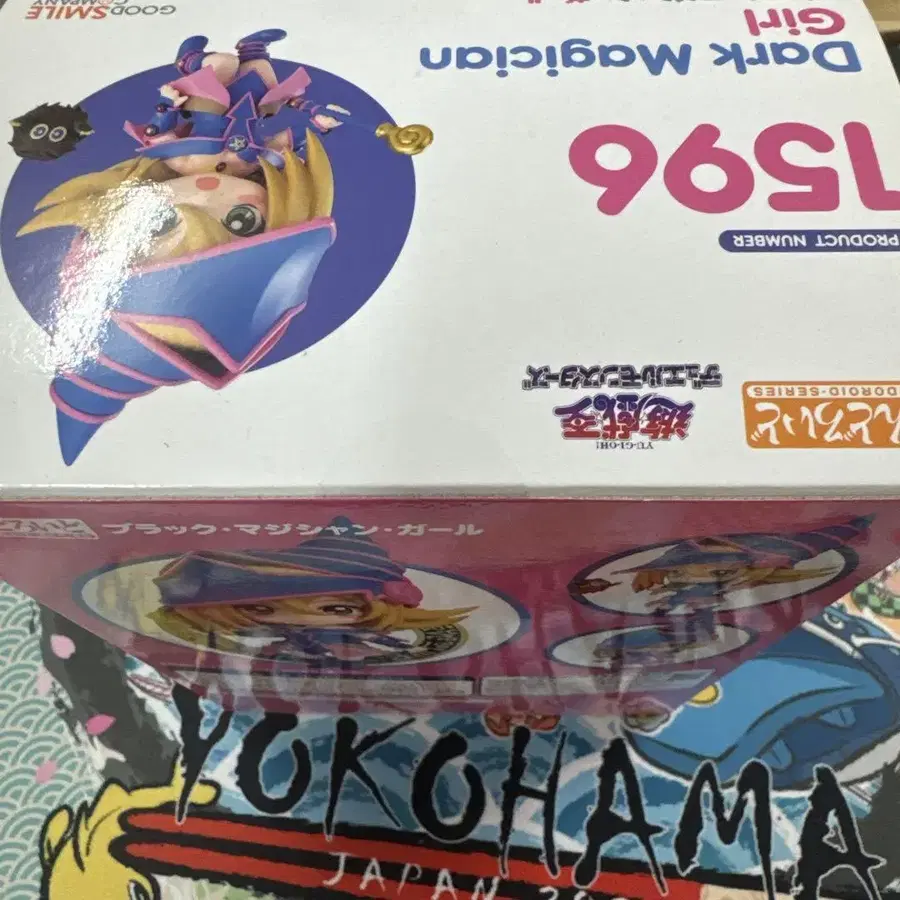 GOOD SMILE
COMPANY
Dark Magician
Girl
1596
PRODUCT NUMBER
YU-GI-OH!
遊戯王
デュエルモンスターズ
んどろいど
DOROID-SERIES
ブラック・マジシャン・ガール
YOKOHAMA
JAPAN